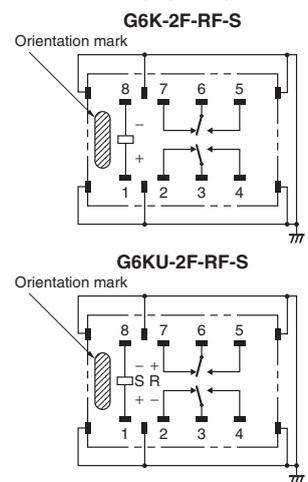 G6K-2F-RF-S
Orientation mark
8 7 6 5
−
+
1 2 3 4
G6KU-2F-RF-S
Orientation mark
8 7 6 5
− +
S R
+ −
1 2 3 4